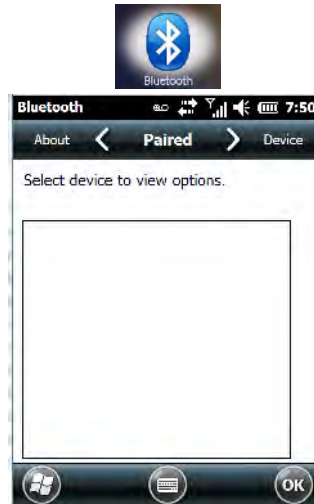 Bluetooth
Bluetooth 7:50
About Paired Device
Select device to view options.
OK